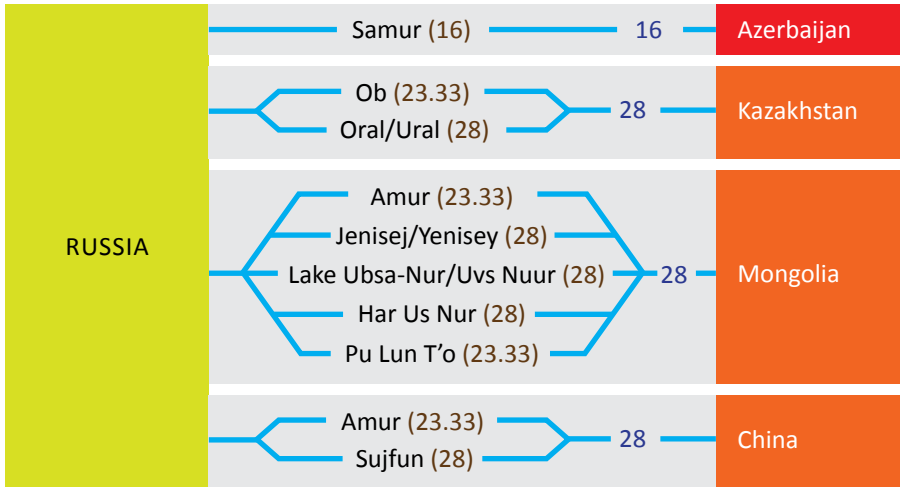 RUSSIA
Samur (16) 16 Azerbaijan
Ob (23.33)
Oral/Ural (28)
28 Kazakhstan
Amur (23.33)
Jenisej/Yenisey (28)
Lake Ubsa-Nur/Uvs Nuur (28)
Har Us Nur (28)
Pu Lun T’o (23.33)
28 Mongolia
Amur (23.33)
Sujfun (28)
28 China